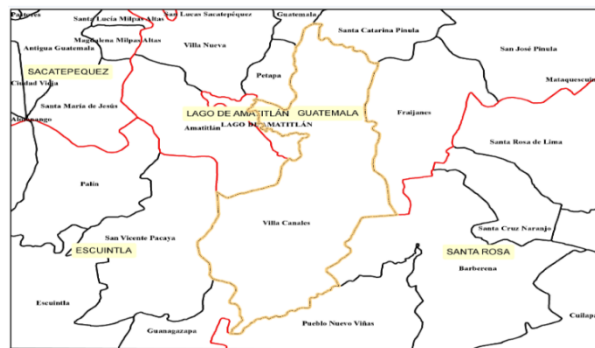 Pastores
Santa Lucía Milpas Altas
San Lucas Sacatepéquez
Guatemala
Santa Catarina Pinula
Magdalena Milpas Altas
Villa Nueva
Antigua Guatemala
San José Pinula
SACATEPEQUEZ
Petapa
Ciudad Vieja
Mataquescuintla
Santa María de Jesús
Fraijanes
LAGO DE AMATITLÁN
GUATEMALA
LAGO DE AMATITLÁN
Amatitlán
Santa Rosa de Lima
Palín
Villa Canales
San Vicente Pacaya
Santa Cruz Naranjo
ESCUINTLA
SANTA ROSA
Barberena
Escuintla
Guanagazapa
Pueblo Nuevo Viñas
Cuilapa